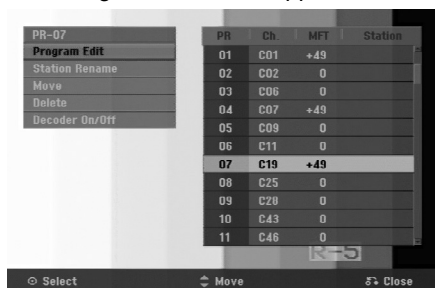 PR-07
Program Edit
Station Rename
Move
Delete
Decoder On/Off
PR Ch. MFT Station
01 C01 +49
02 C02 0
03 C06 0
04 C07 +49
05 C09 0
06 C11 0
07 C19 +49
08 C25 0
09 C28 0
10 C43 0
11 C46 0
R-5
Select Move Close